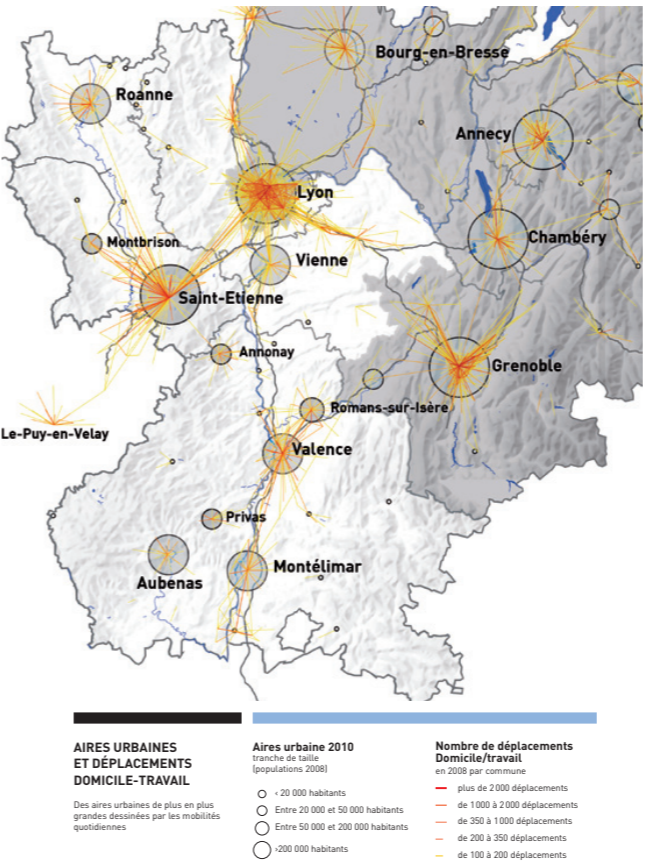 Bourg-en-Bresse
Roanne
Annecy
Lyon
Montbrison
Chambéry
Vienne
Saint-Etienne
Annonay
Grenoble
Romans-sur-Isère
Le-Puy-en-Velay
Valence
Privas
Montélimar
Aubenas
AIRES URBAINES
ET DÉPLACEMENTS
DOMICILE-TRAVAIL
Des aires urbaines de plus en plus
grandes dessinées par les mobilités
quotidiennes
Aires urbaine 2010
tranche de taille
(populations 2008)
< 20 000 habitants
Entre 20 000 et 50 000 habitants
Entre 50 000 et 200 000 habitants
>200 000 habitants
Nombre de déplacements
Domicile/travail
en 2008 par commune
plus de 2 000 déplacements
de 1 000 à 2 000 déplacements
de 350 à 1 000 déplacements
de 200 à 350 déplacements
de 100 à 200 déplacements